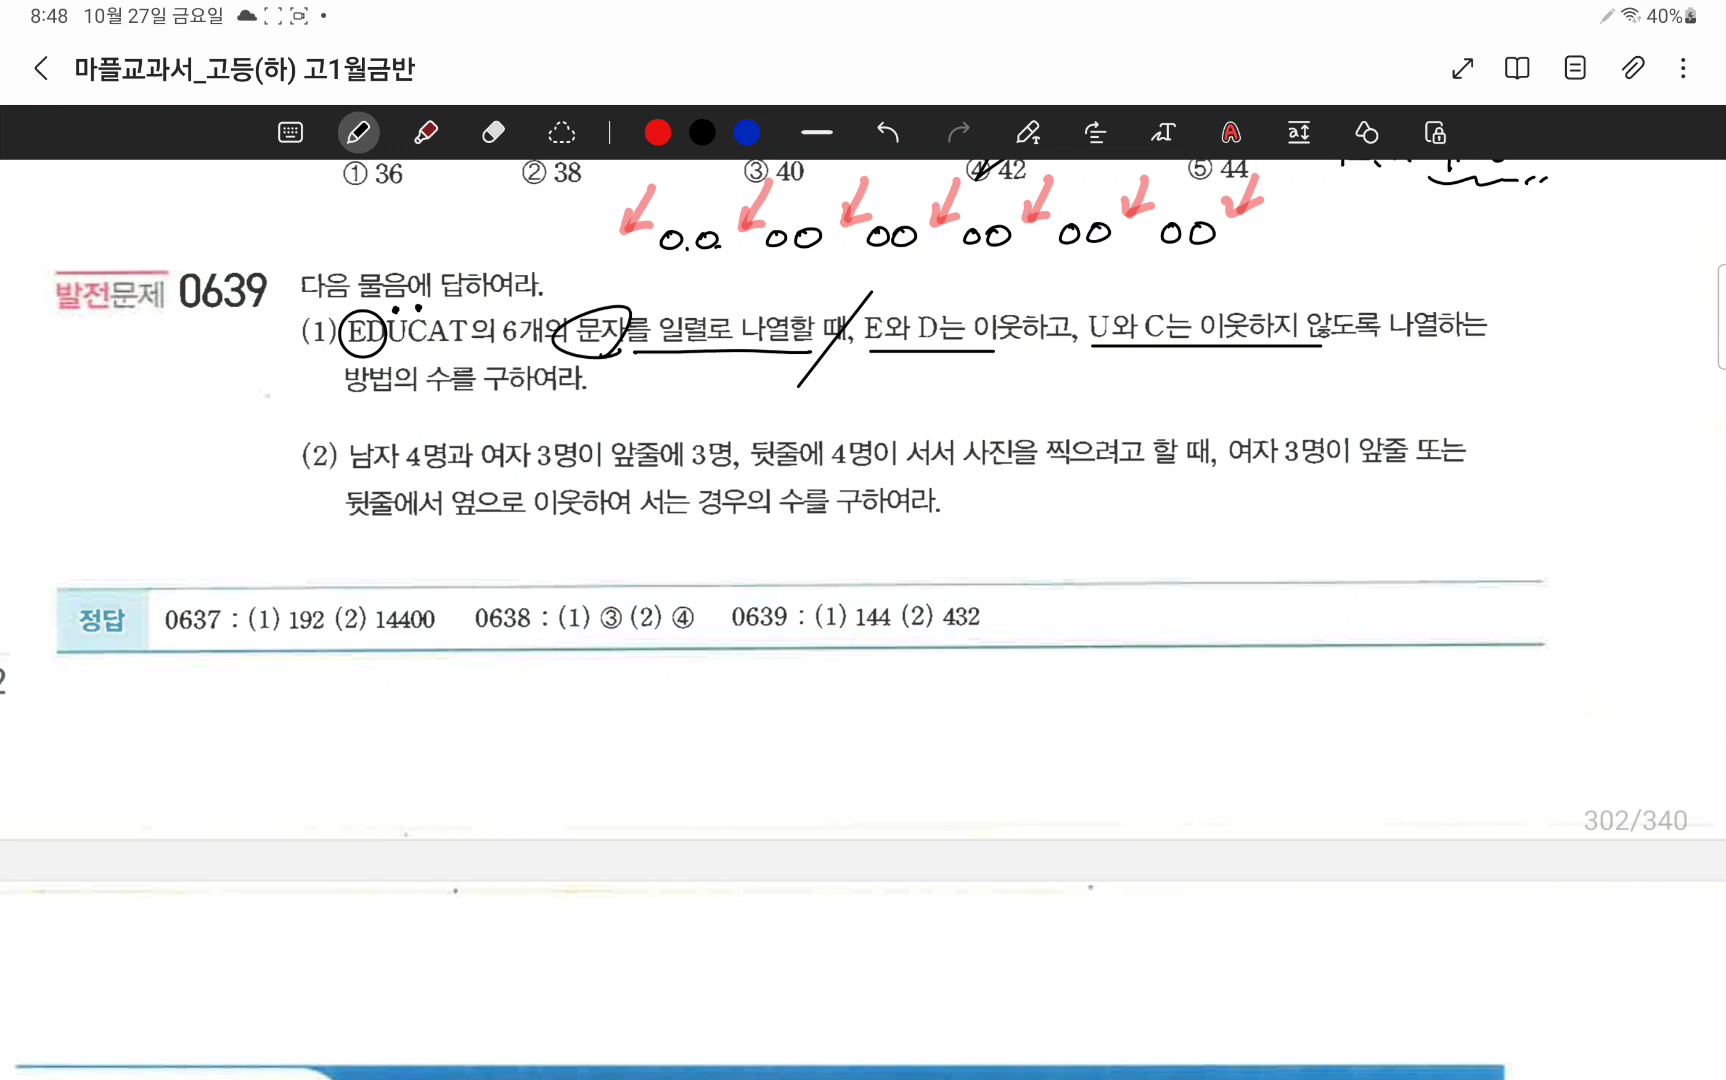 8:48 10월 27일 금요일
40%
마플교과서_고등(하) 고1월금반
① 36 ② 38 ③ 40 ④ 42 ⑤ 44
발전문제 0639 다음 물음에 답하여라.
(1) EDUCAT의 6개의 문자를 일렬로 나열할 때, E와 D는 이웃하고, U와 C는 이웃하지 않도록 나열하는
방법의 수를 구하여라.
(2) 남자 4명과 여자 3명이 앞줄에 3명, 뒷줄에 4명이 서서 사진을 찍으려고 할 때, 여자 3명이 앞줄 또는
뒷줄에서 옆으로 이웃하여 서는 경우의 수를 구하여라.
정답 0637 : (1) 192 (2) 14400 0638 : (1) ③ (2) ④ 0639 : (1) 144 (2) 432
2
302/340